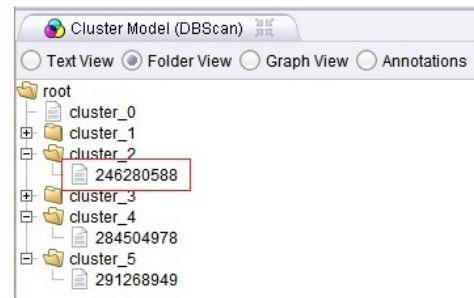 Cluster Model (DBScan)
Text View Folder View Graph View Annotations
root
cluster_0
cluster_1
cluster_2
246280588
cluster_3
cluster_4
284504978
cluster_5
291268949